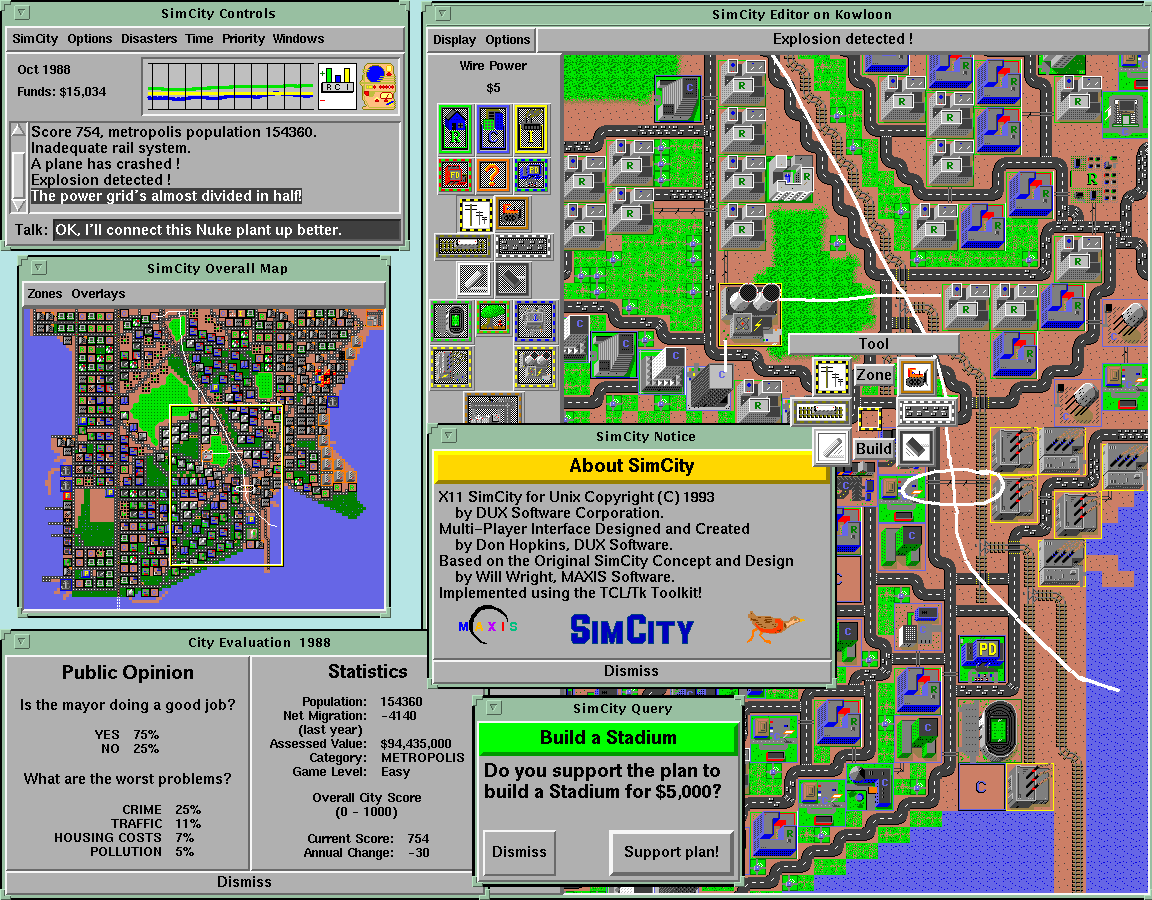 SimCity Controls
SimCity Options Disasters Time Priority Windows
Oct 1988
Funds: $15,034
R C I
Score 754, metropolis population 154360.
Inadequate rail system.
A plane has crashed !
Explosion detected !
The power grid's almost divided in half!
Talk: OK, I'll connect this Nuke plant up better.
SimCity Overall Map
Zones Overlays
City Evaluation 1988
Public Opinion
Is the mayor doing a good job?
YES 75%
NO 25%
What are the worst problems?
CRIME 25%
TRAFFIC 11%
HOUSING COSTS 7%
POLLUTION 5%
Statistics
Population: 154360
Net Migration: -4140
(last year)
Assessed Value: $94,435,000
Category: METROPOLIS
Game Level: Easy
Overall City Score
(0 - 1000)
Current Score: 754
Annual Change: -30
Dismiss
SimCity Editor on Kowloon
Display Options
Explosion detected !
Wire Power
$5
Tool
Zone
Build
PD
C
SimCity Notice
About SimCity
X11 SimCity for Unix Copyright (C) 1993
by DUX Software Corporation.
Multi-Player Interface Designed and Created
by Don Hopkins, DUX Software.
Based on the Original SimCity Concept and Design
by Will Wright, MAXIS Software.
Implemented using the TCL/Tk Toolkit!
MAXIS
SIMCITY
Dismiss
SimCity Query
Build a Stadium
Do you support the plan to
build a Stadium for $5,000?
Dismiss
Support plan!